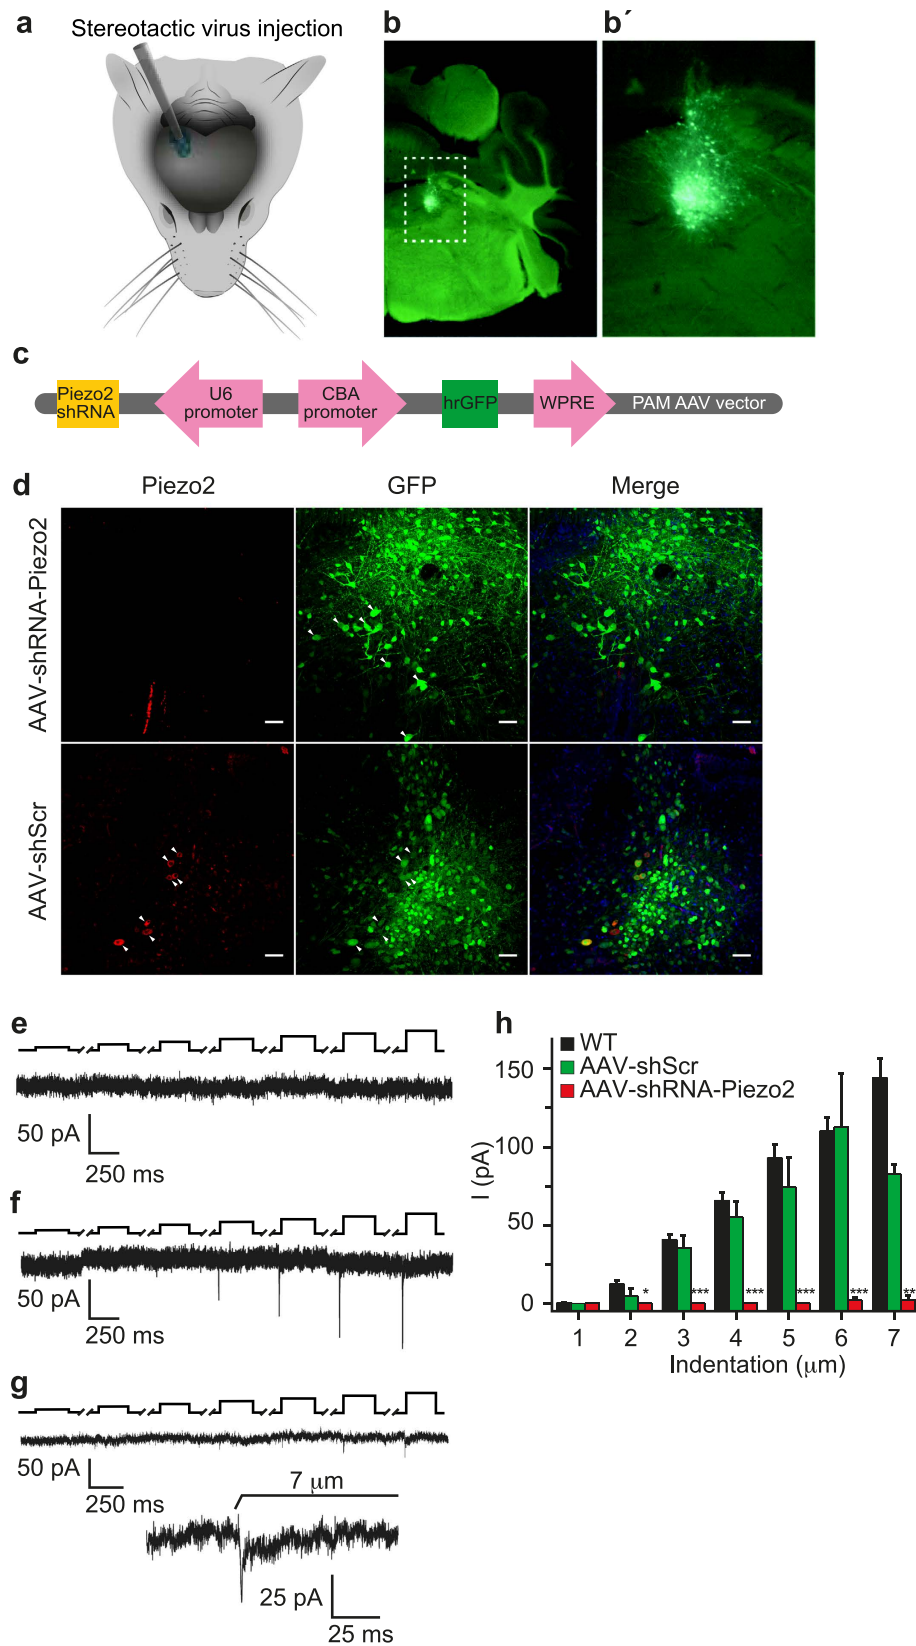 a
Stereotactic virus injection
b
b´
c
Piezo2
shRNA
U6
promoter
CBA
promoter
hrGFP
WPRE
PAM AAV vector
d
Piezo2
GFP
Merge
AAV-shRNA-Piezo2
AAV-shScr
e
50 pA
250 ms
f
50 pA
250 ms
g
50 pA
250 ms
7 μm
25 pA
25 ms
h
WT
AAV-shScr
AAV-shRNA-Piezo2
I (pA)
150
100
50
0
* *** *** *** *** **
1 2 3 4 5 6 7
Indentation (μm)